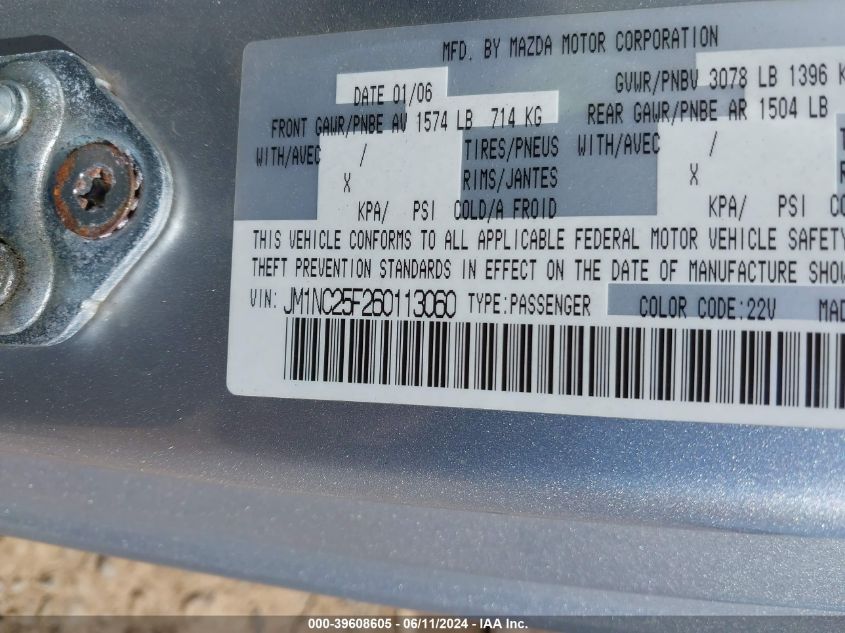 MFD. BY MAZDA MOTOR CORPORATION
DATE 01/06
GVWR/PNBV 3078 LB 1396 K
FRONT GAWR/PNBE AV 1574 LB 714 KG
REAR GAWR/PNBE AR 1504 LB
WITH/AVEC / TIRES/PNEUS WITH/AVEC / T
X RIMS/JANTES X R
KPA/ PSI COLD/A FROID KPA/ PSI CO
THIS VEHICLE CONFORMS TO ALL APPLICABLE FEDERAL MOTOR VEHICLE SAFETY
THEFT PREVENTION STANDARDS IN EFFECT ON THE DATE OF MANUFACTURE SHOW
VIN: JM1NC25F260113060 TYPE:PASSENGER COLOR CODE:22V MAD
000-39608605 - 06/11/2024 - IAA Inc.